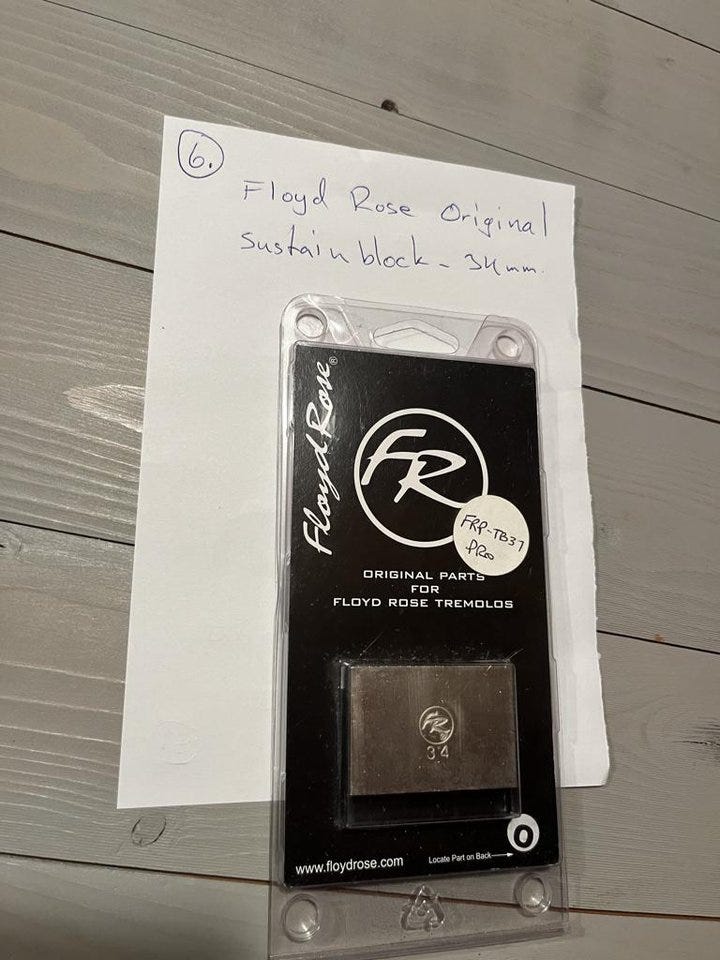 6.
Floyd Rose Original
sustain block - 34mm.
Floyd Rose®
FR
FRP-TB37
PRO
ORIGINAL PARTS
FOR
FLOYD ROSE TREMOLOS
FR
34
O
www.floydrose.com
Locate Part on Back